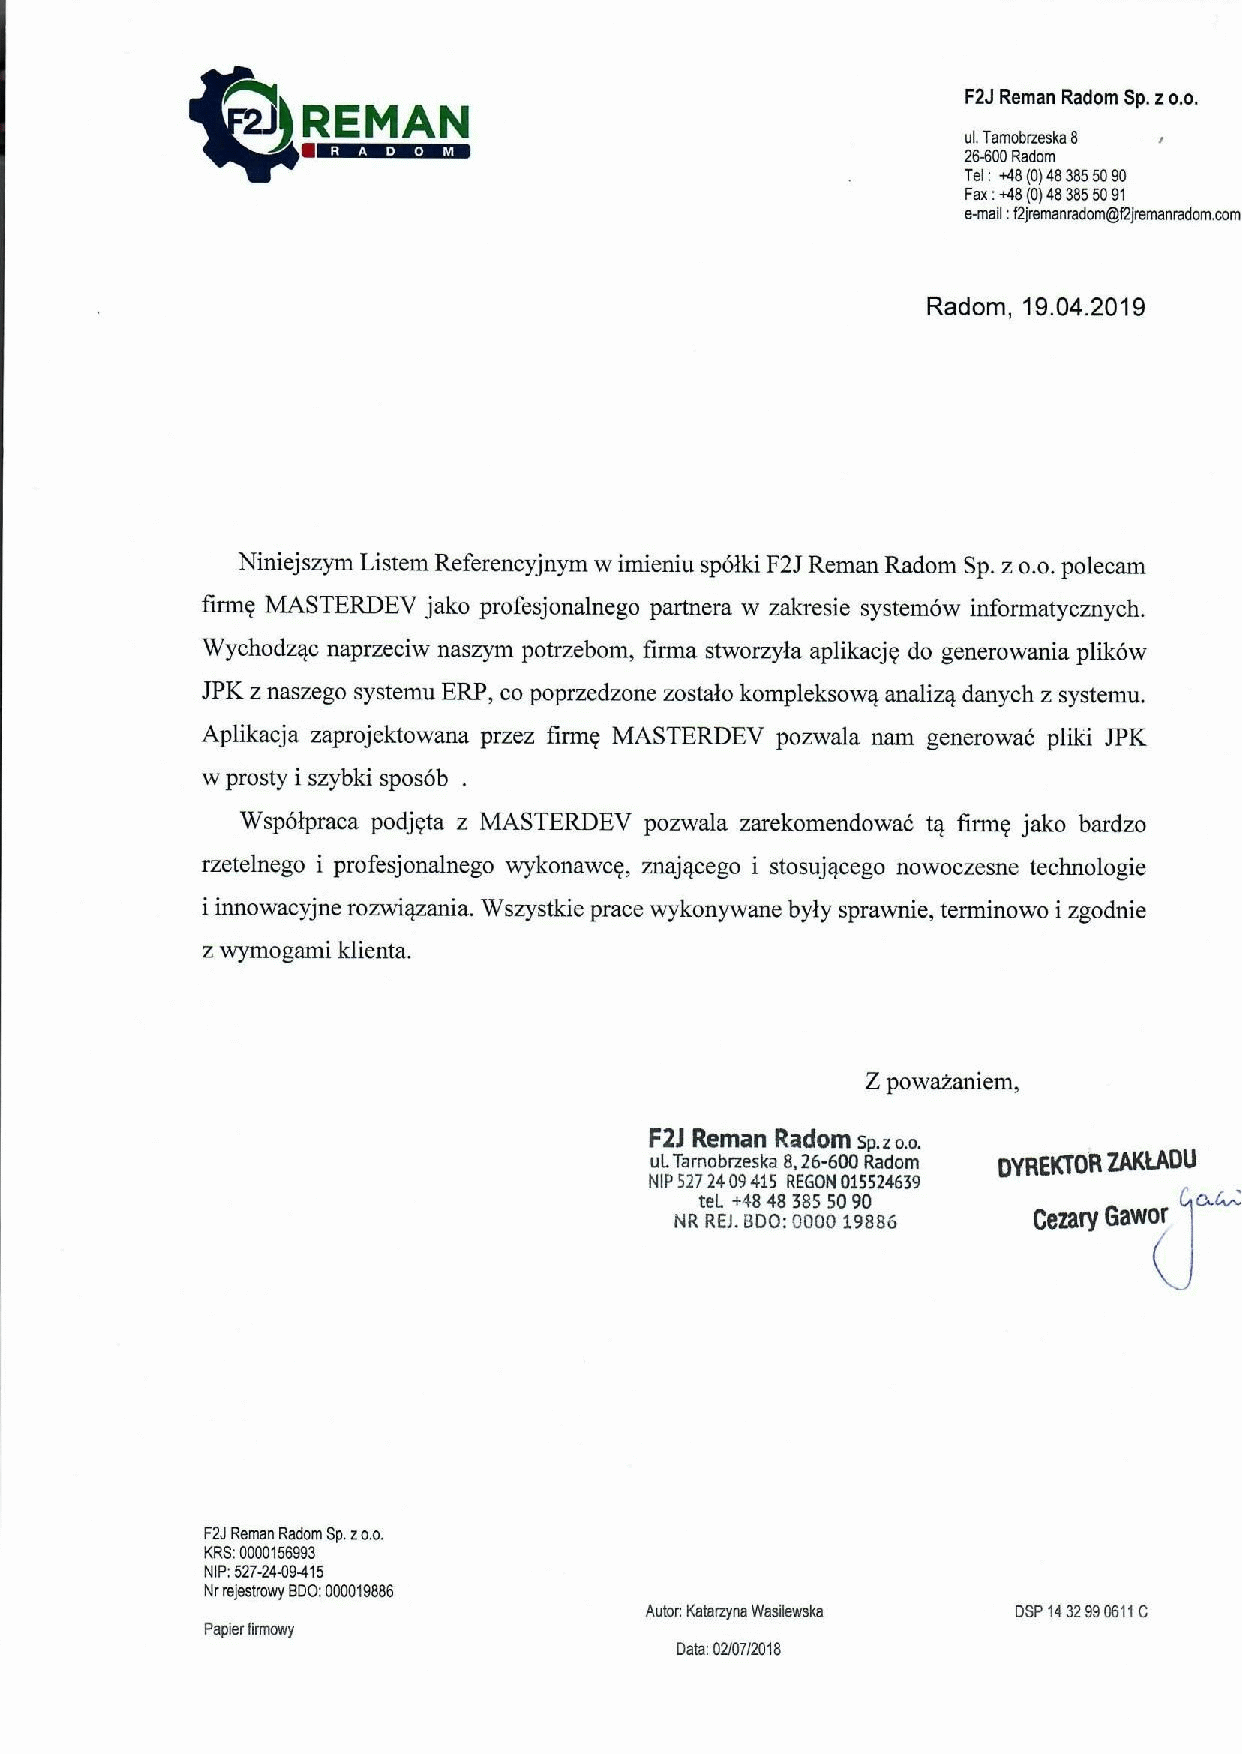 F2J REMAN
RADOM
F2J Reman Radom Sp. z o.o.
ul. Tarnobrzeska 8
26-600 Radom
Tel : +48 (0) 48 385 50 90
Fax : +48 (0) 48 385 50 91
e-mail : f2jremanradom@f2jremanradom.com
Radom, 19.04.2019
Niniejszym Listem Referencyjnym w imieniu spółki F2J Reman Radom Sp. z o.o. polecam
firmę MASTERDEV jako profesjonalnego partnera w zakresie systemów informatycznych.
Wychodząc naprzeciw naszym potrzebom, firma stworzyła aplikację do generowania plików
JPK z naszego systemu ERP, co poprzedzone zostało kompleksową analizą danych z systemu.
Aplikacja zaprojektowana przez firmę MASTERDEV pozwala nam generować pliki JPK
w prosty i szybki sposób .
Współpraca podjęta z MASTERDEV pozwala zarekomendować tą firmę jako bardzo
rzetelnego i profesjonalnego wykonawcę, znającego i stosującego nowoczesne technologie
i innowacyjne rozwiązania. Wszystkie prace wykonywane były sprawnie, terminowo i zgodnie
z wymogami klienta.
Z poważaniem,
F2J Reman Radom Sp. z o.o.
ul. Tarnobrzeska 8, 26-600 Radom
NIP 527 24 09 415 REGON 015524639
tel. +48 48 385 50 90
NR REJ. BDO: 0000 19886
DYREKTOR ZAKŁADU
Cezary Gawor
F2J Reman Radom Sp. z o.o.
KRS: 0000156993
NIP: 527-24-09-415
Nr rejestrowy BDO: 000019886
Papier firmowy
Autor: Katarzyna Wasilewska
Data: 02/07/2018
DSP 14 32 99 0611 C